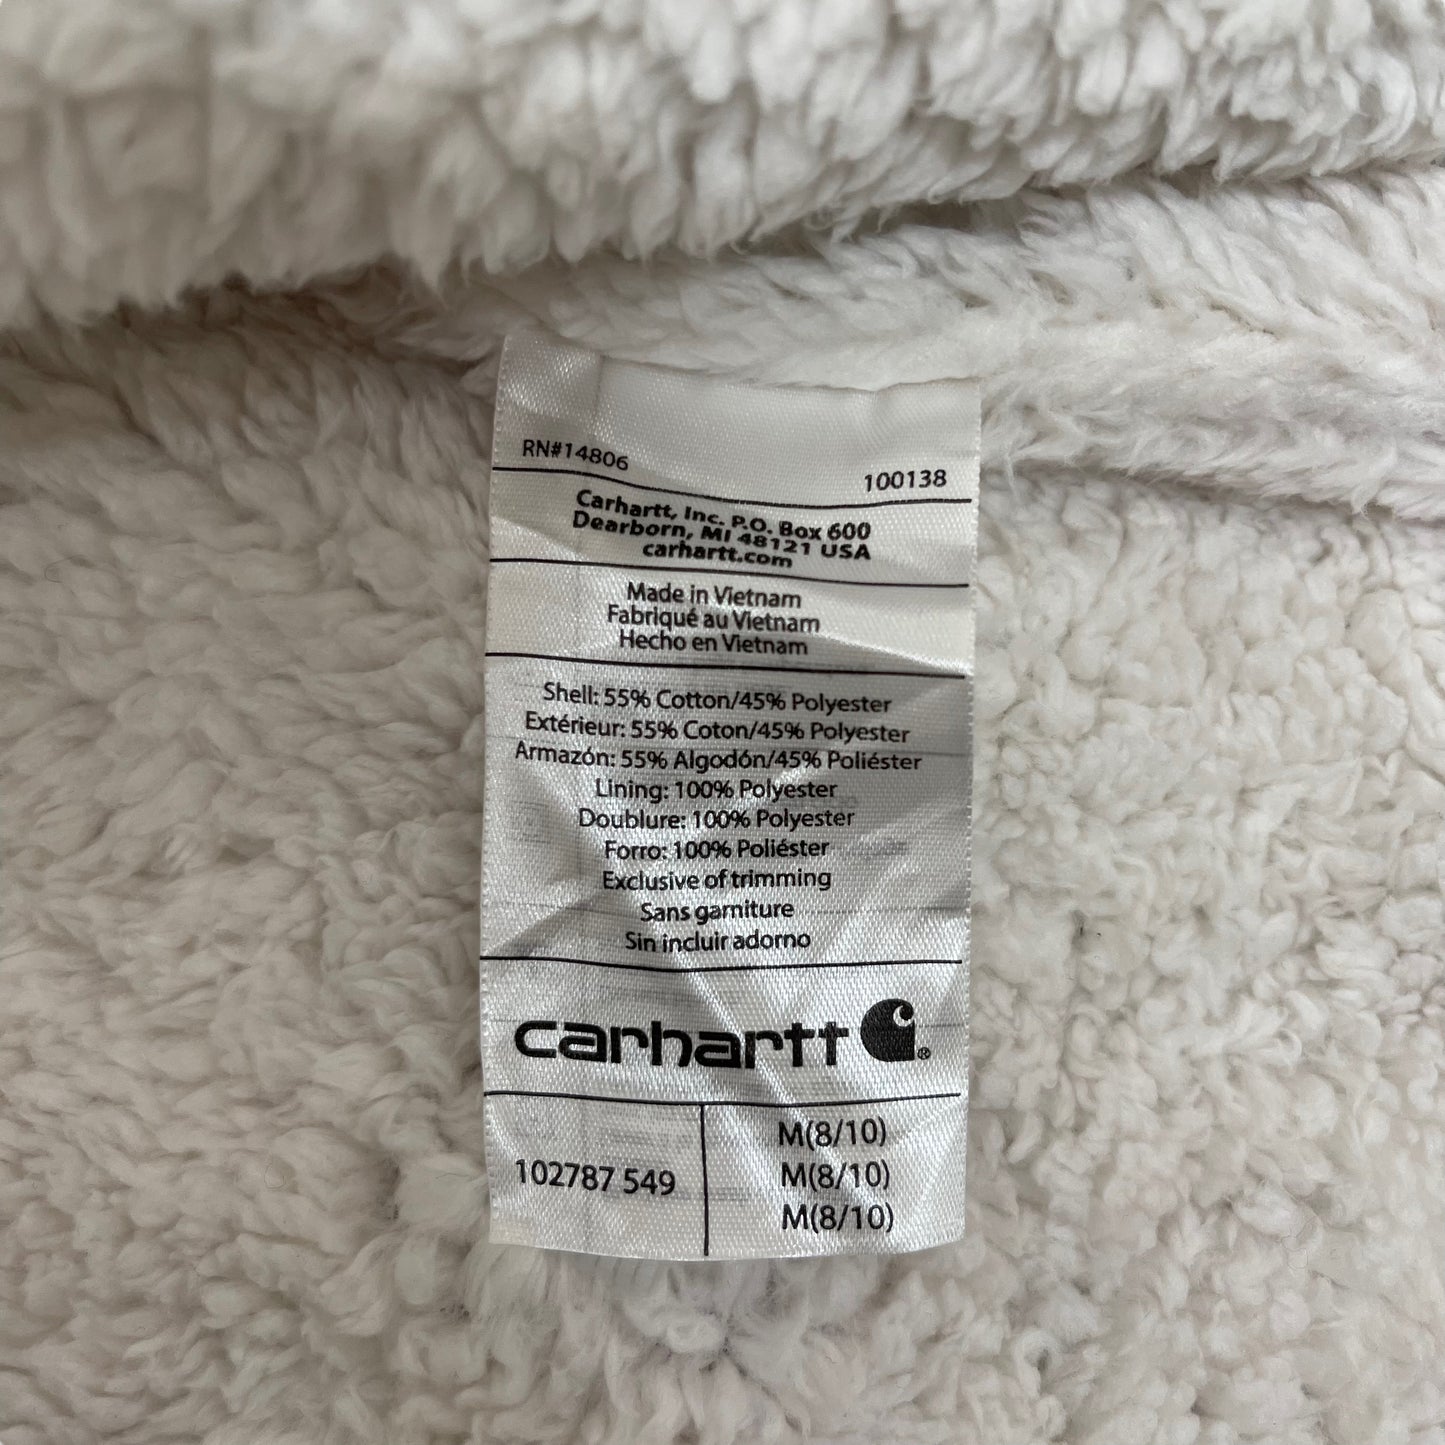 RN#14806
100138
Carhartt, Inc. P.O. Box 600
Dearborn, MI 48121 USA
carhartt.com
Made in Vietnam
Fabriqué au Vietnam
Hecho en Vietnam
Shell: 55% Cotton/45% Polyester
Extérieur: 55% Coton/45% Polyester
Armazón: 55% Algodón/45% Poliéster
Lining: 100% Polyester
Doublure: 100% Polyester
Forro: 100% Poliéster
Exclusive of trimming
Sans garniture
Sin incluir adorno
carhartt ®
102787 549
M(8/10)
M(8/10)
M(8/10)